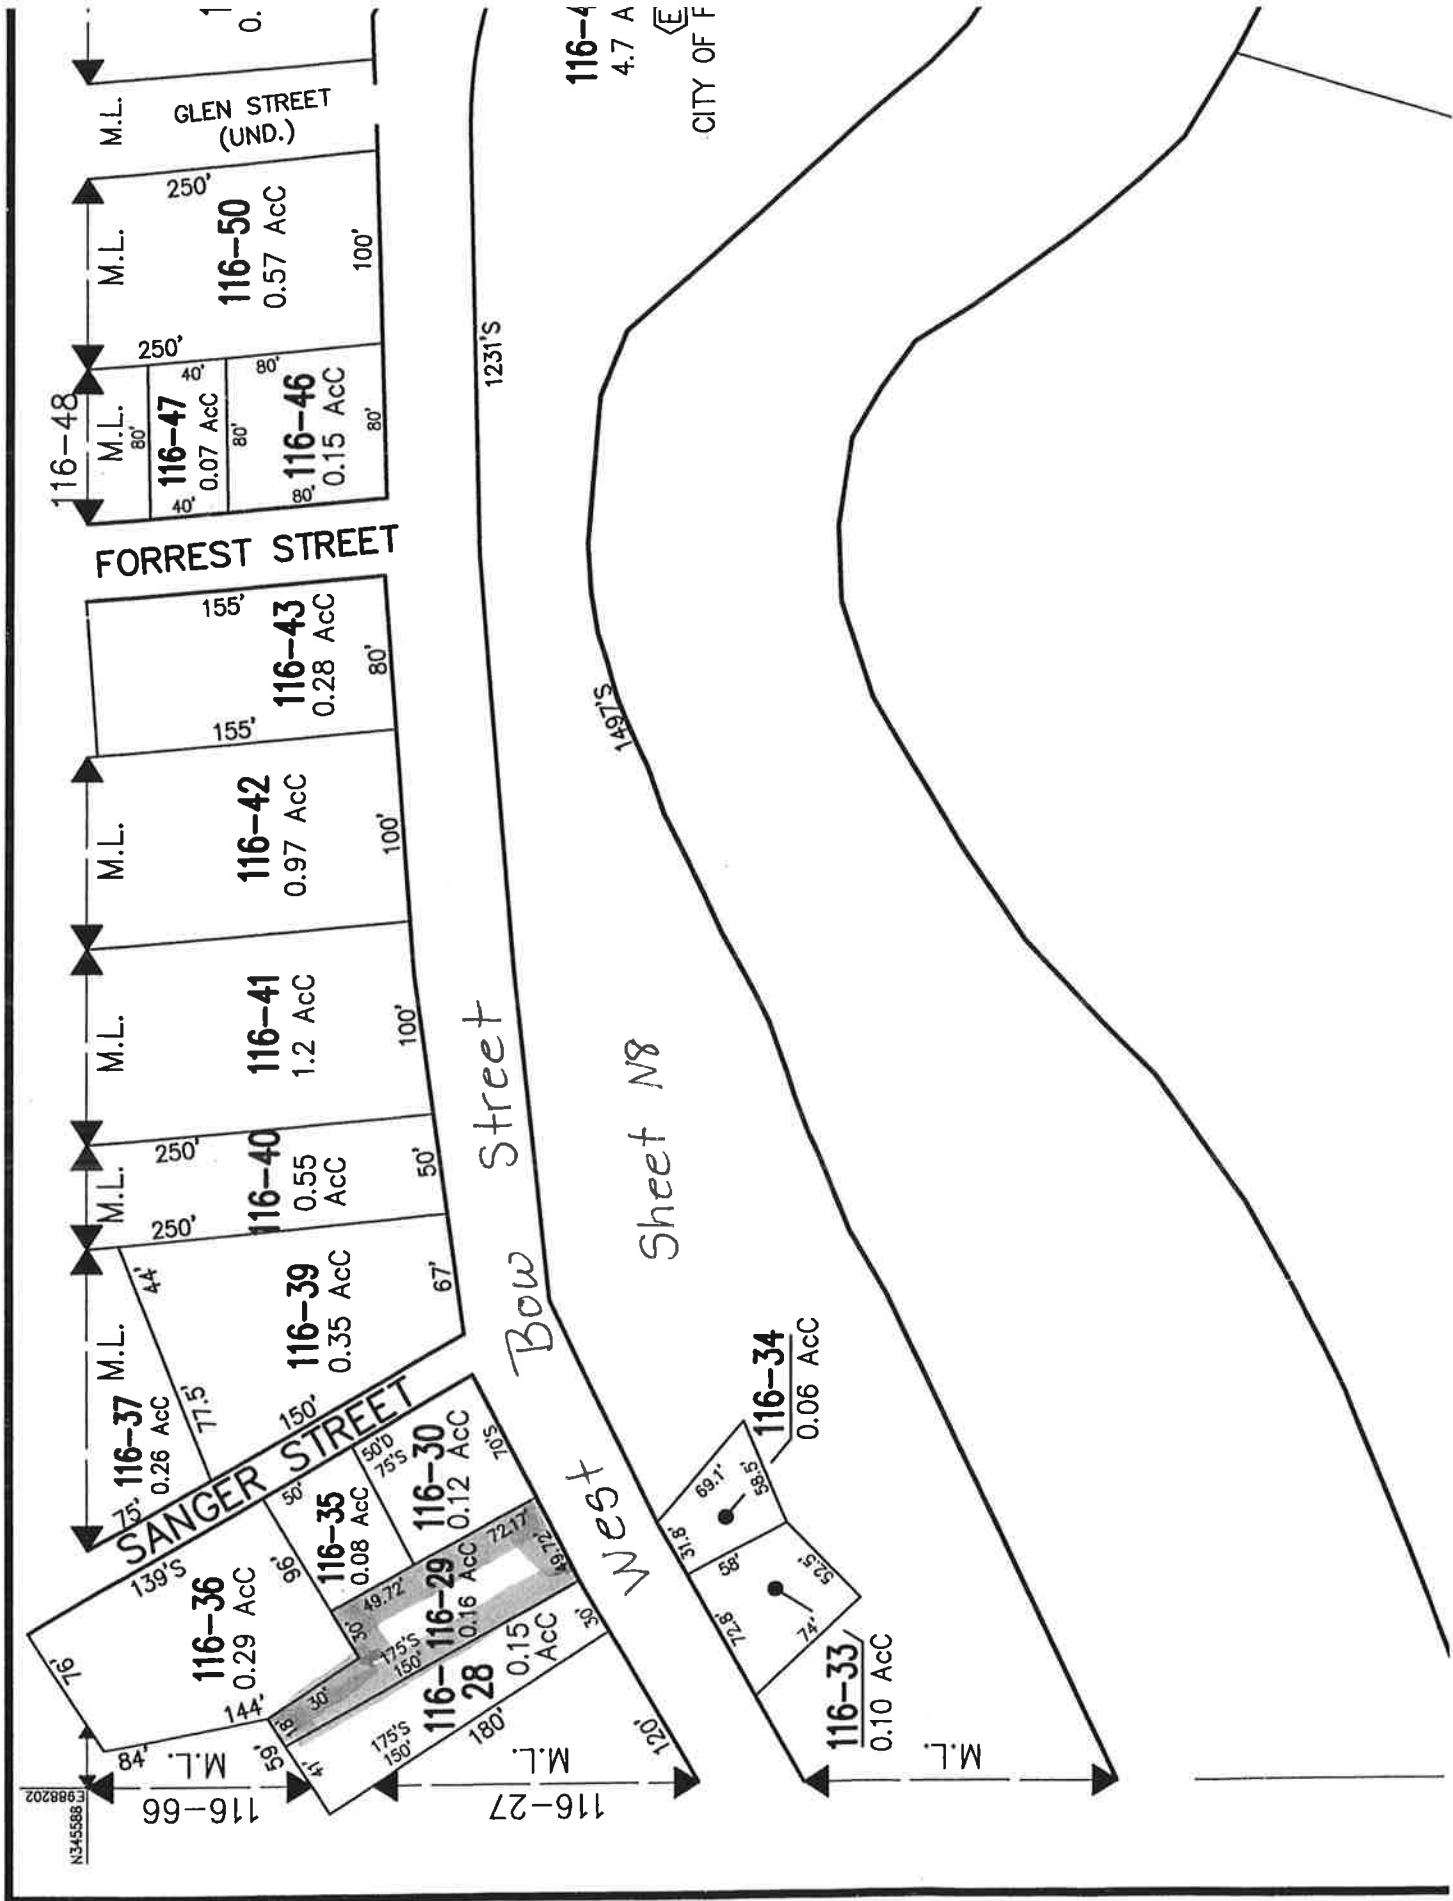 1
0.
GLEN STREET
(UND.)
M.L.
116-4
4.7 A
E
CITY OF F
250'
116-50
0.57 AcC
100'
M.L.
250'
1231'S
116-48
M.L.
80'
40'
116-47
0.07 AcC
40'
80'
80'
116-46
0.15 AcC
80'
80'
FORREST STREET
155'
116-43
0.28 AcC
80'
155'
1497'S
M.L.
116-42
0.97 AcC
100'
M.L.
116-41
1.2 AcC
100'
M.L.
250'
116-40
0.55
AcC
50'
250'
M.L.
44'
116-39
0.35 AcC
67'
77.5'
150'
116-37
0.26 AcC
75'
SANGER STREET
West Bow Street
Sheet N8
139'S
116-36
0.29 AcC
76'
84'
144'
96'
50'
116-35
0.08 AcC
50'D
75'S
116-30
0.12 AcC
70'S
72.17'
49.72'
49.72'
30'
116-29
0.16 AcC
175'S
150'
30'
18'
59'
41'
116-
28
0.15
AcC
30'
175'S
150'
180'
120'
116-34
0.06 AcC
69.1'
58.5'
31.8'
58'
52.5'
72.8'
74'
116-33
0.10 AcC
M.L.
116-66
M.L.
116-27
M.L.
N345588
E988202